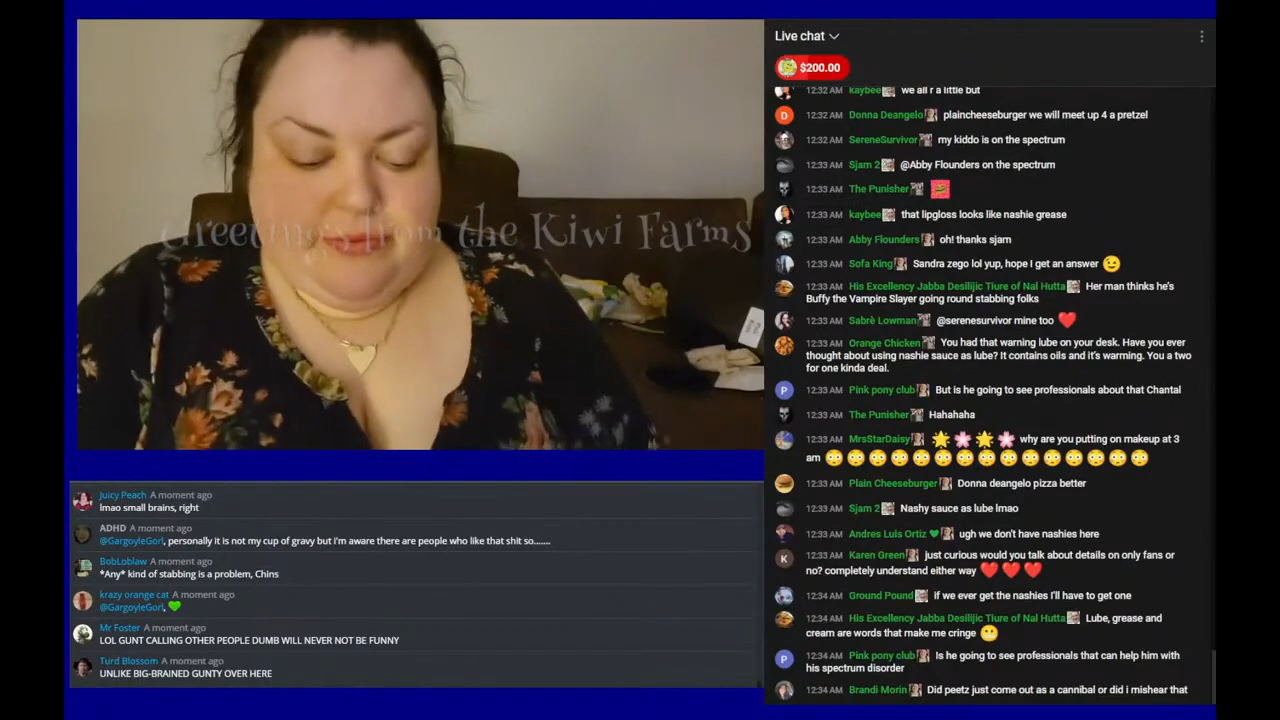 Greetings from the Kiwi Farms
Juicy Peach A moment ago
lmao small brains, right
ADHD A moment ago
@GargoyleGorl, personally it is not my cup of gravy but i'm aware there are people who like that shit so.......
BobLoblaw A moment ago
*Any* kind of stabbing is a problem, Chins
krazy orange cat A moment ago
@GargoyleGorl, 💚
Mr Foster A moment ago
LOL GUNT CALLING OTHER PEOPLE DUMB WILL NEVER NOT BE FUNNY
Turd Blossom A moment ago
UNLIKE BIG-BRAINED GUNTY OVER HERE
Live chat
$200.00
12:32 AM kaybee we all r a little but
12:32 AM Donna Deangelo plaincheeseburger we will meet up 4 a pretzel
12:32 AM SereneSurvivor my kiddo is on the spectrum
12:33 AM Sjam 2 @Abby Flounders on the spectrum
12:33 AM The Punisher
12:33 AM kaybee that lipgloss looks like nashie grease
12:33 AM Abby Flounders oh! thanks sjam
12:33 AM Sofa King Sandra zego lol yup, hope I get an answer 😉
12:33 AM His Excellency Jabba Desilijic Tiure of Nal Hutta Her man thinks he's
Buffy the Vampire Slayer going round stabbing folks
12:33 AM Sabrè Lowman @serenesurvivor mine too ❤️
12:33 AM Orange Chicken You had that warning lube on your desk. Have you ever
thought about using nashie sauce as lube? It contains oils and it's warming. You a two
for one kinda deal.
12:33 AM Pink pony club But is he going to see professionals about that Chantal
12:33 AM The Punisher Hahahaha
12:33 AM MrsStarDaisy 🌟🌸🌟🌸 why are you putting on makeup at 3
am 😳😳😳😳😳😳😳😳😳😳😳😳😳😳😳
12:33 AM Plain Cheeseburger Donna deangelo pizza better
12:33 AM Sjam 2 Nashy sauce as lube lmao
12:33 AM Andres Luis Ortiz 💚 ugh we don't have nashies here
K 12:33 AM Karen Green just curious would you talk about details on only fans or
no? completely understand either way ❤️❤️❤️
12:34 AM Ground Pound if we ever get the nashies I'll have to get one
12:34 AM His Excellency Jabba Desilijic Tiure of Nal Hutta Lube, grease and
cream are words that make me cringe 😬
P 12:34 AM Pink pony club Is he going to see professionals that can help him with
his spectrum disorder
12:34 AM Brandi Morin Did peetz just come out as a cannibal or did i mishear that